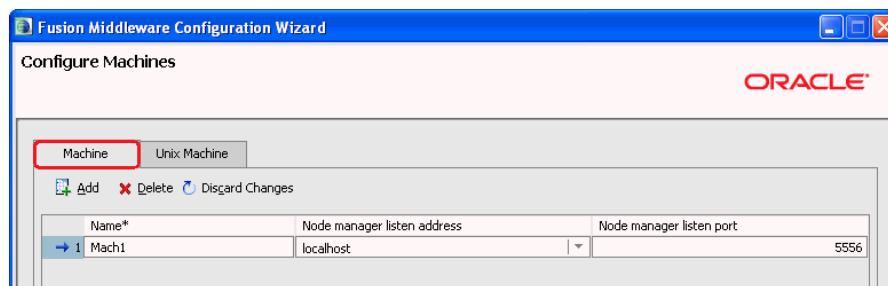 Fusion Middleware Configuration Wizard
Configure Machines
ORACLE
Machine Unix Machine
Add Delete Discard Changes
Name* Node manager listen address Node manager listen port
1 Mach1 localhost 5556